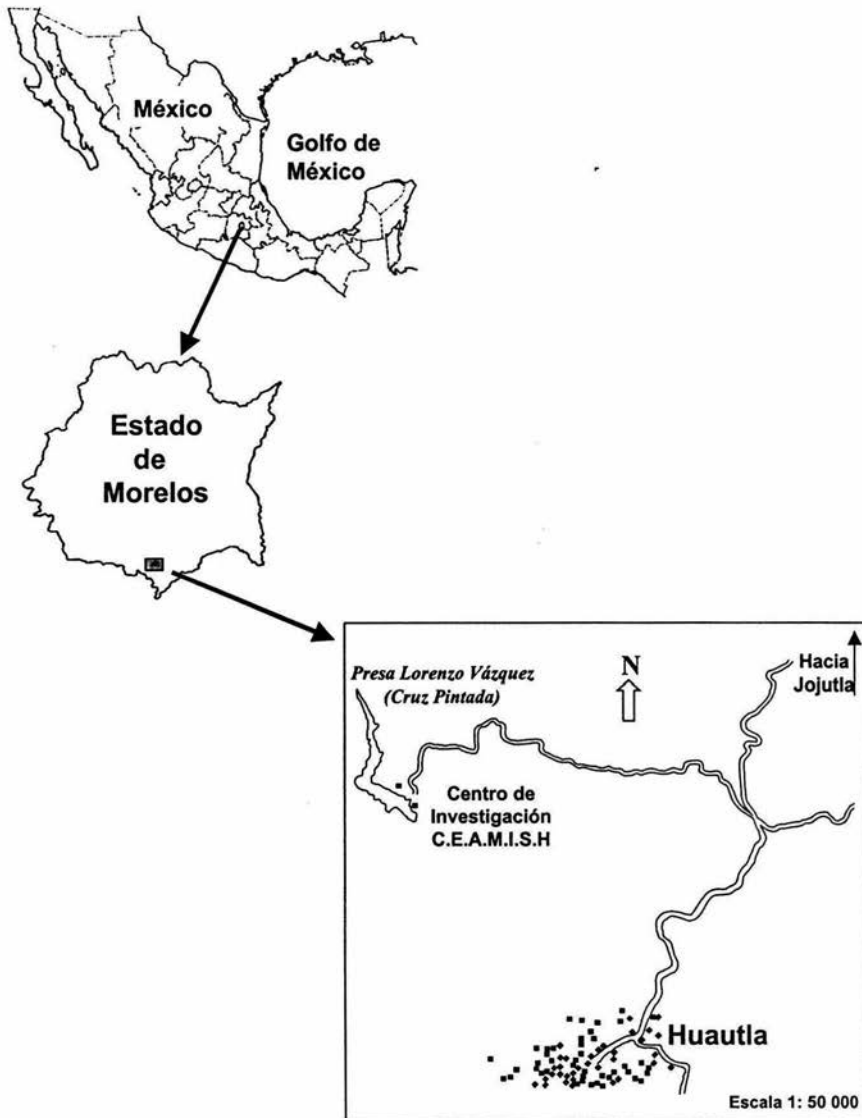 México
Golfo de
México
Estado
de
Morelos
Presa Lorenzo Vázquez
(Cruz Pintada)
N
Hacia
Jojutla
Centro de
Investigación
C.E.A.M.I.S.H
Huautla
Escala 1: 50 000